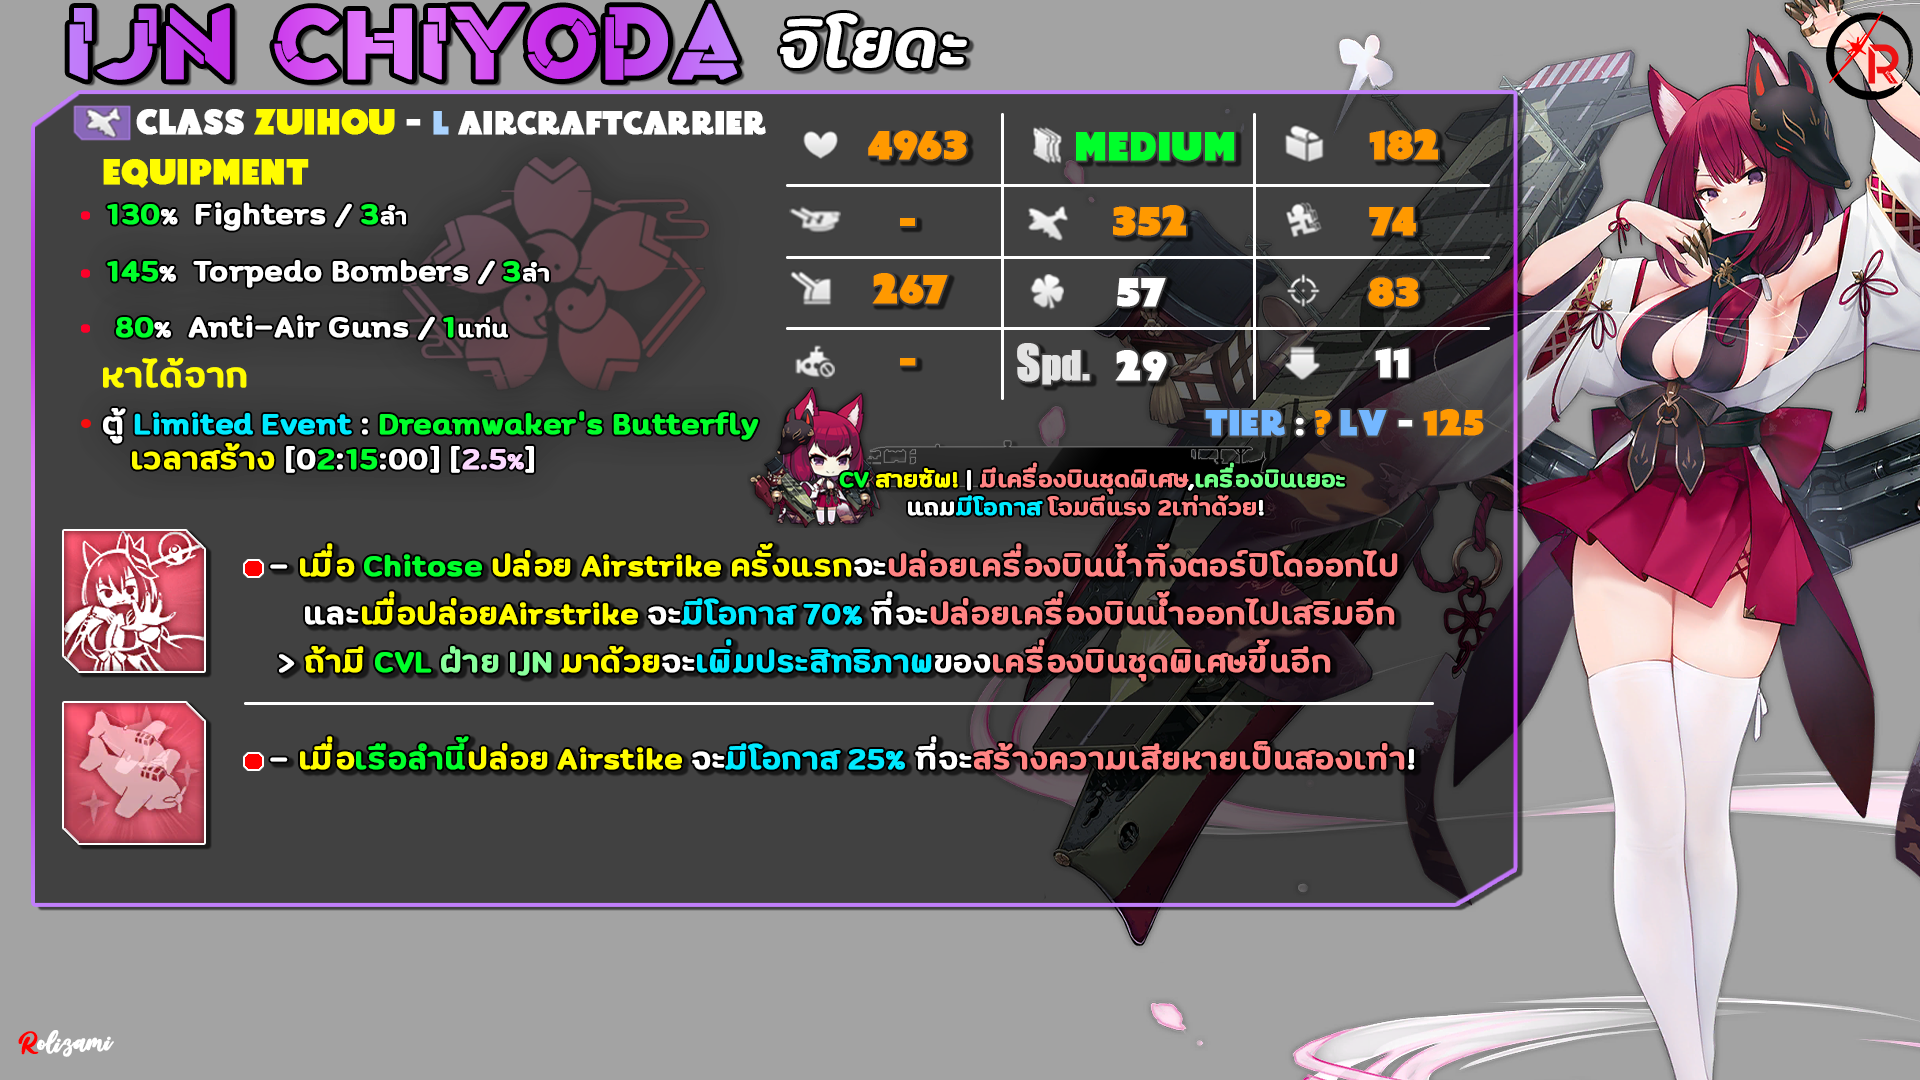 IJN CHIYODA จิโยดะ
R
CLASS ZUIHOU - L AIRCRAFTCARRIER
EQUIPMENT
130% Fighters / 3ลำ
145% Torpedo Bombers / 3ลำ
80% Anti-Air Guns / 1แท่น
หาได้จาก
ตู้ Limited Event : Dreamwaker's Butterfly
เวลาสร้าง [02:15:00] [2.5%]
4963 MEDIUM 182
- 352 74
267 57 83
- Spd. 29 11
TIER : ? LV - 125
CV สายซัพ! | มีเครื่องบินชุดพิเศษ,เครื่องบินเยอะ
แถมมีโอกาส โจมตีแรง 2เท่าด้วย!
- เมื่อ Chitose ปล่อย Airstrike ครั้งแรกจะปล่อยเครื่องบินน้ำทิ้งตอร์ปิโดออกไป
และเมื่อปล่อยAirstrike จะมีโอกาส 70% ที่จะปล่อยเครื่องบินน้ำออกไปเสริมอีก
> ถ้ามี CVL ฝ่าย IJN มาด้วยจะเพิ่มประสิทธิภาพของเครื่องบินชุดพิเศษขึ้นอีก
- เมื่อเรือลำนี้ปล่อย Airstike จะมีโอกาส 25% ที่จะสร้างความเสียหายเป็นสองเท่า!
Rolizami